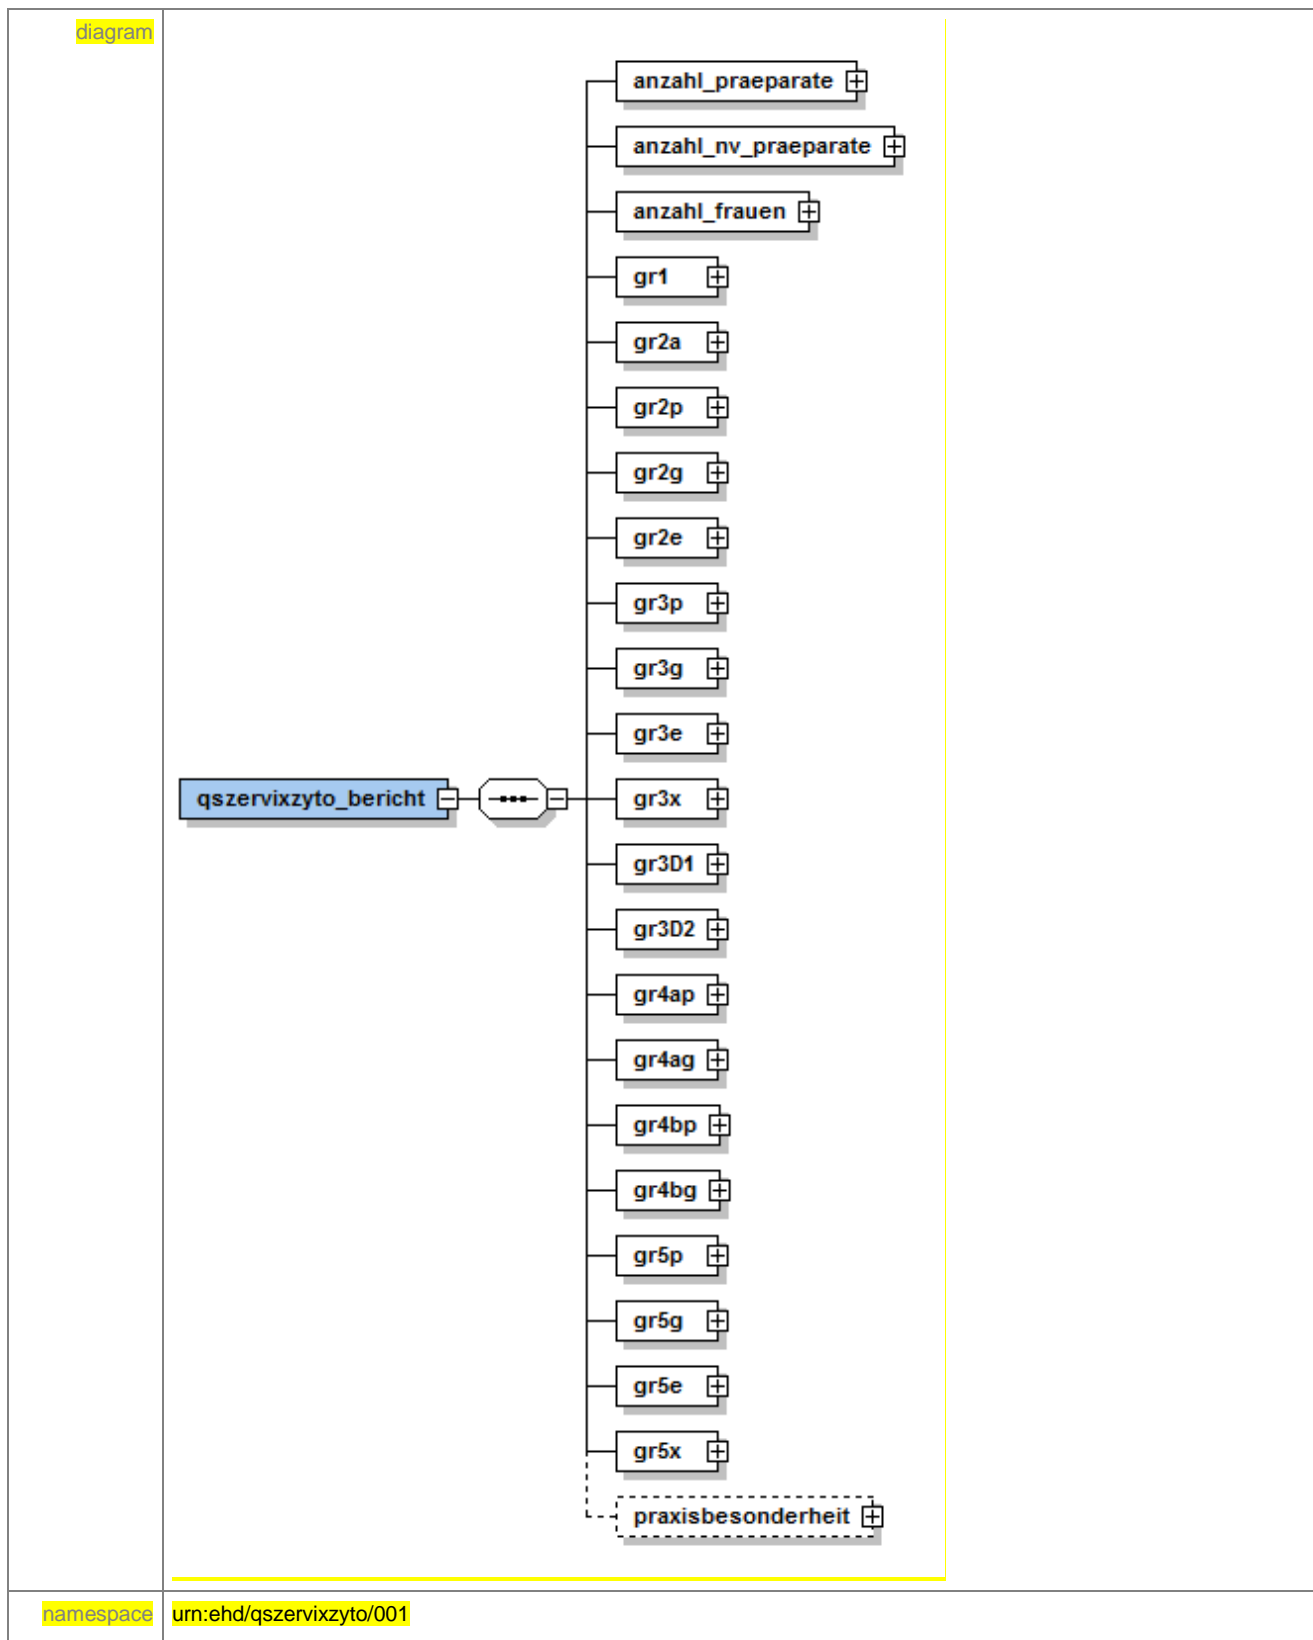 diagram
anzahl_praeparate
anzahl_nv_praeparate
anzahl_frauen
gr1
gr2a
gr2p
gr2g
gr2e
gr3p
gr3g
gr3e
qszervixzyto_bericht
gr3x
gr3D1
gr3D2
gr4ap
gr4ag
gr4bp
gr4bg
gr5p
gr5g
gr5e
gr5x
praxisbesonderheit
namespace urn:ehd/qszervixzyto/001